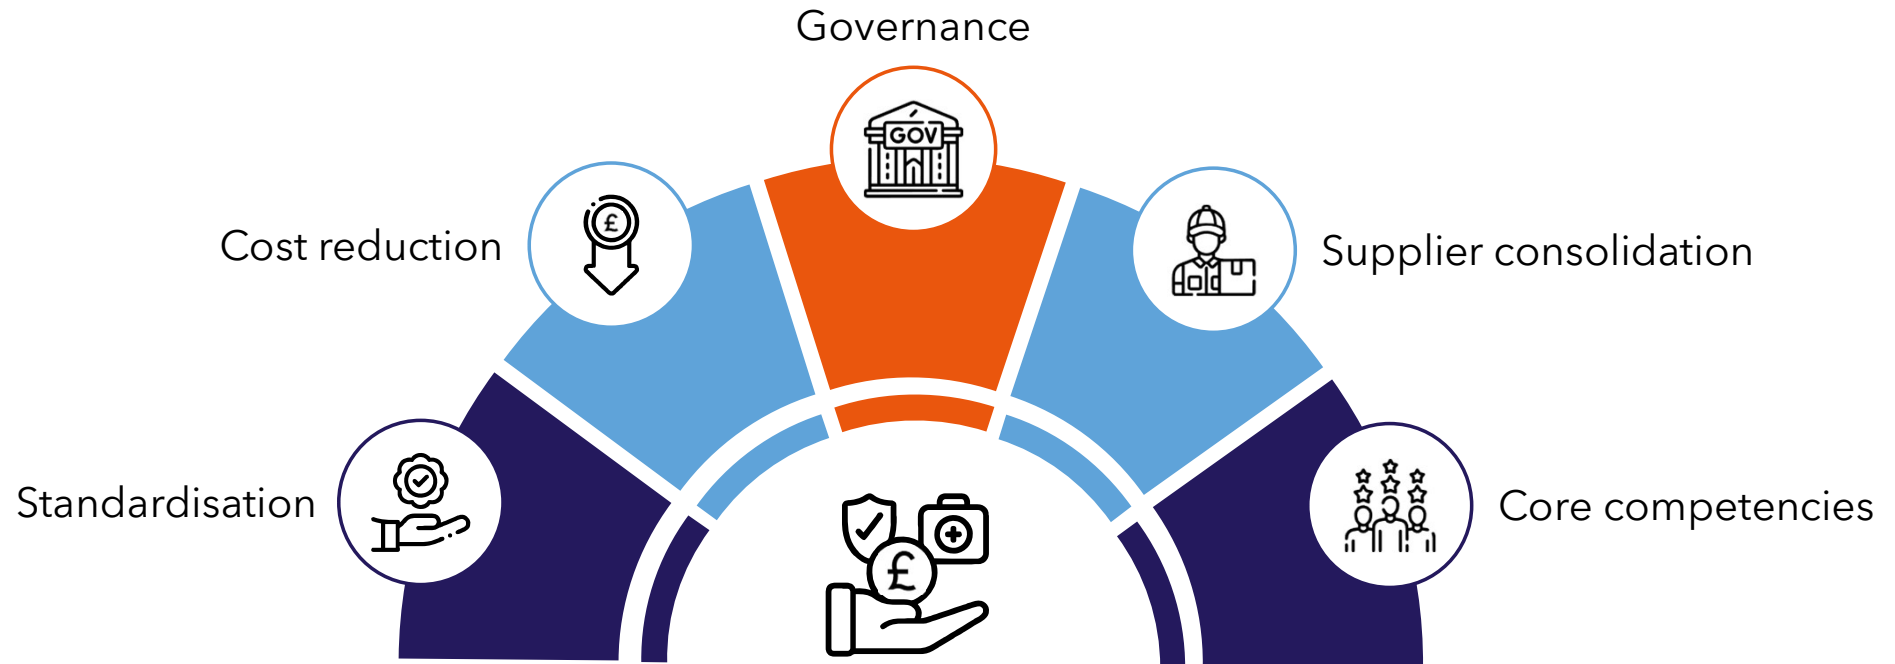 Governance
GOV
Cost reduction
£
Supplier consolidation
Standardisation
Core competencies
£